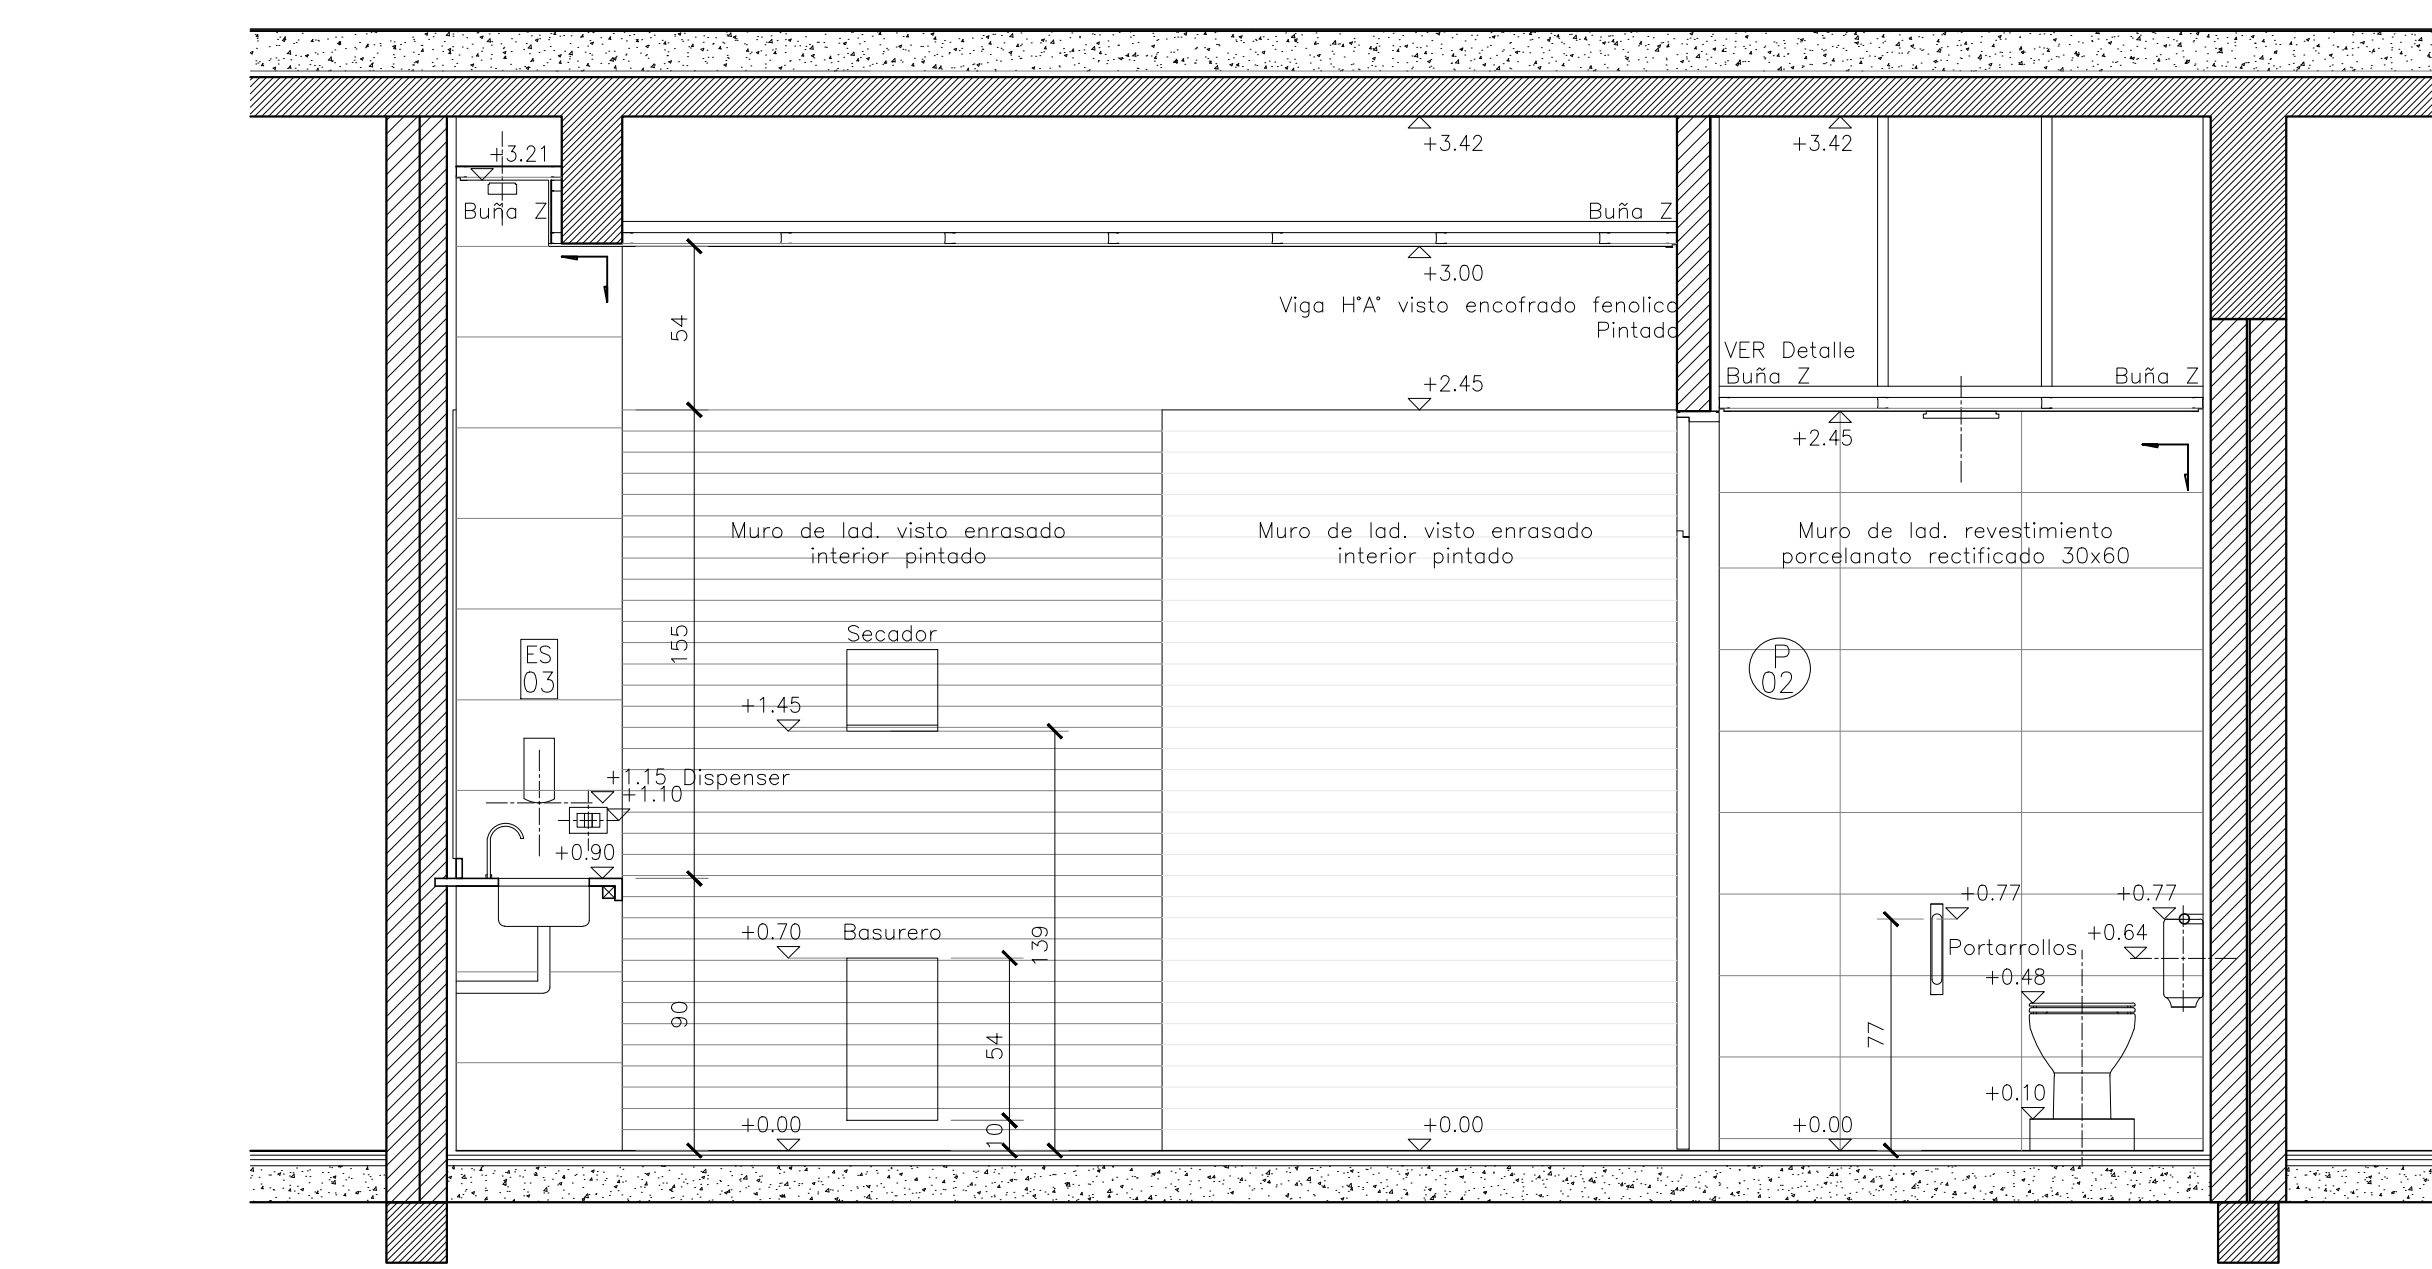 +3.21
+3.42
+3.42
Buña Z
Buña Z
+3.00
Viga H°A° visto encofrado fenolico
Pintado
54
VER Detalle
Buña Z
Buña Z
+2.45
+2.45
Muro de lad. visto enrasado
interior pintado
Muro de lad. visto enrasado
interior pintado
Muro de lad. revestimiento
porcelanato rectificado 30x60
Secador
155
ES
03
P
02
+1.45
+1.15 Dispenser
+1.10
+0.90
+0.77
+0.77
+0.70
Basurero
+0.64
139
Portarrollos
+0.48
90
54
77
+0.10
+0.00
10
+0.00
+0.00